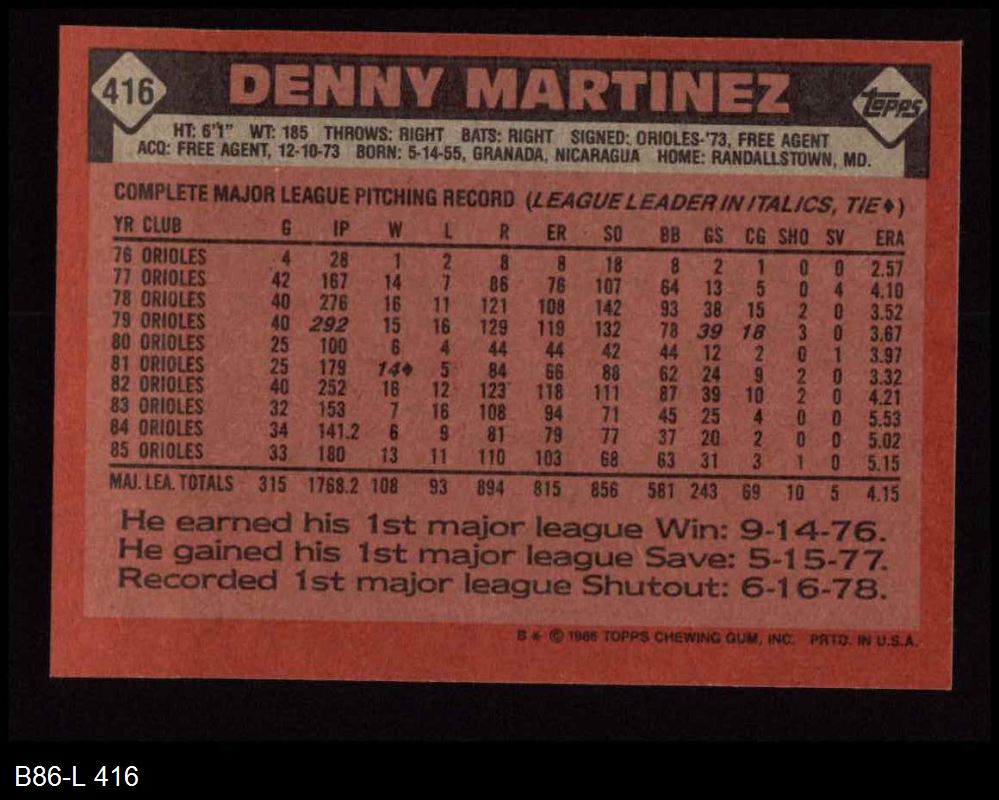 416
DENNY MARTINEZ
TOPPS
HT: 6'1" WT: 185 THROWS: RIGHT BATS: RIGHT SIGNED: ORIOLES-'73, FREE AGENT
ACQ: FREE AGENT, 12-10-73 BORN: 5-14-55, GRANADA, NICARAGUA HOME: RANDALLSTOWN, MD.
COMPLETE MAJOR LEAGUE PITCHING RECORD (LEAGUE LEADER IN ITALICS, TIE♦)
YR CLUB G IP W L R ER SO BB GS CG SHO SV ERA
76 ORIOLES 4 28 1 2 8 8 18 8 2 1 0 0 2.57
77 ORIOLES 42 167 14 7 86 76 107 64 13 5 0 4 4.10
78 ORIOLES 40 276 16 11 121 108 142 93 38 15 2 0 3.52
79 ORIOLES 40 292 15 16 129 119 132 78 39 18 3 0 3.67
80 ORIOLES 25 100 6 4 44 44 42 44 12 2 0 1 3.97
81 ORIOLES 25 179 14♦ 5 84 66 88 62 24 9 2 0 3.32
82 ORIOLES 40 252 16 12 123 118 111 87 39 10 2 0 4.21
83 ORIOLES 32 153 7 16 108 94 71 45 25 4 0 0 5.53
84 ORIOLES 34 141.2 6 9 81 79 77 37 20 2 0 0 5.02
85 ORIOLES 33 180 13 11 110 103 68 63 31 3 1 0 5.15
MAJ. LEA. TOTALS 315 1768.2 108 93 894 815 856 581 243 69 10 5 4.15
He earned his 1st major league Win: 9-14-76.
He gained his 1st major league Save: 5-15-77.
Recorded 1st major league Shutout: 6-16-78.
B * © 1986 TOPPS CHEWING GUM, INC. PRTD. IN U.S.A.
B86-L 416